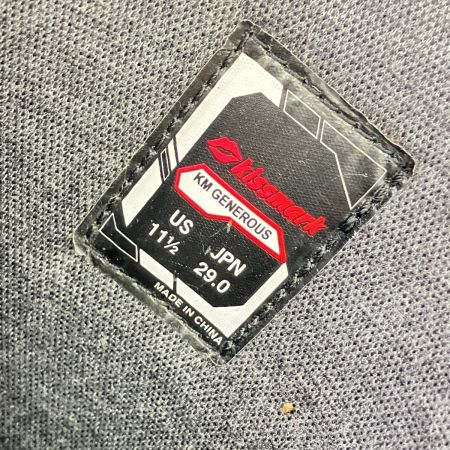 kissmark
KM GENEROUS
US JPN
11½ 29.0
MADE IN CHINA